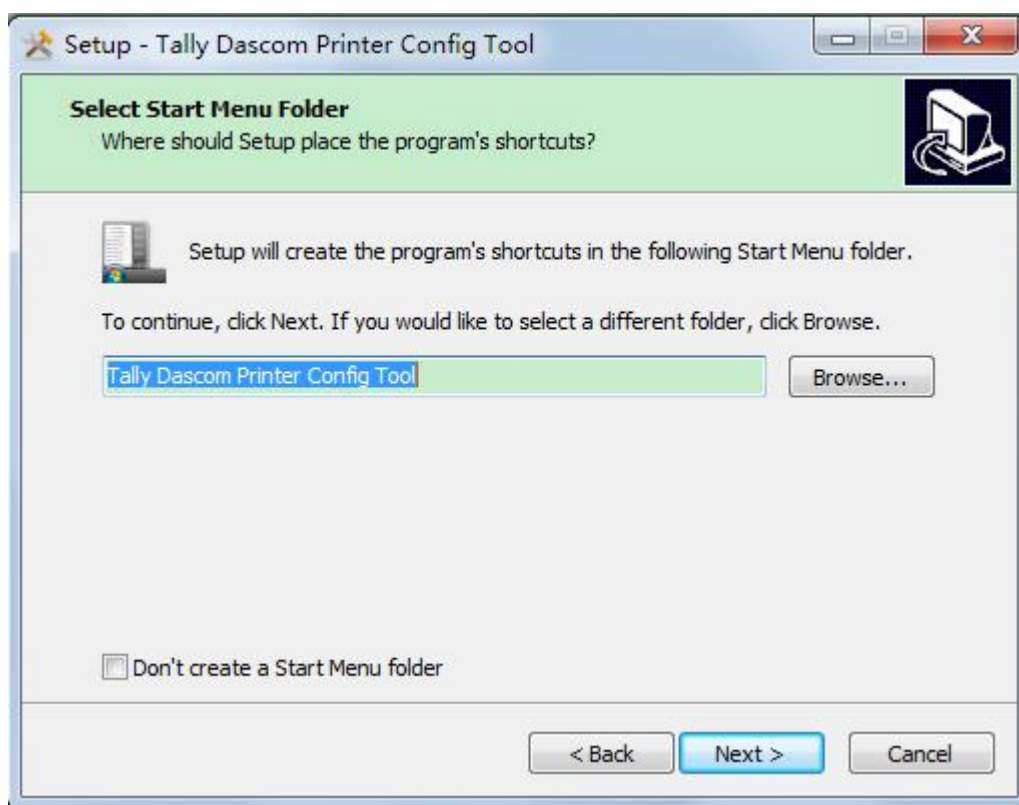 Setup - Tally Dascom Printer Config Tool
Select Start Menu Folder
Where should Setup place the program's shortcuts?
Setup will create the program's shortcuts in the following Start Menu folder.
To continue, click Next. If you would like to select a different folder, click Browse.
Tally Dascom Printer Config Tool
Browse...
Don't create a Start Menu folder
< Back
Next >
Cancel